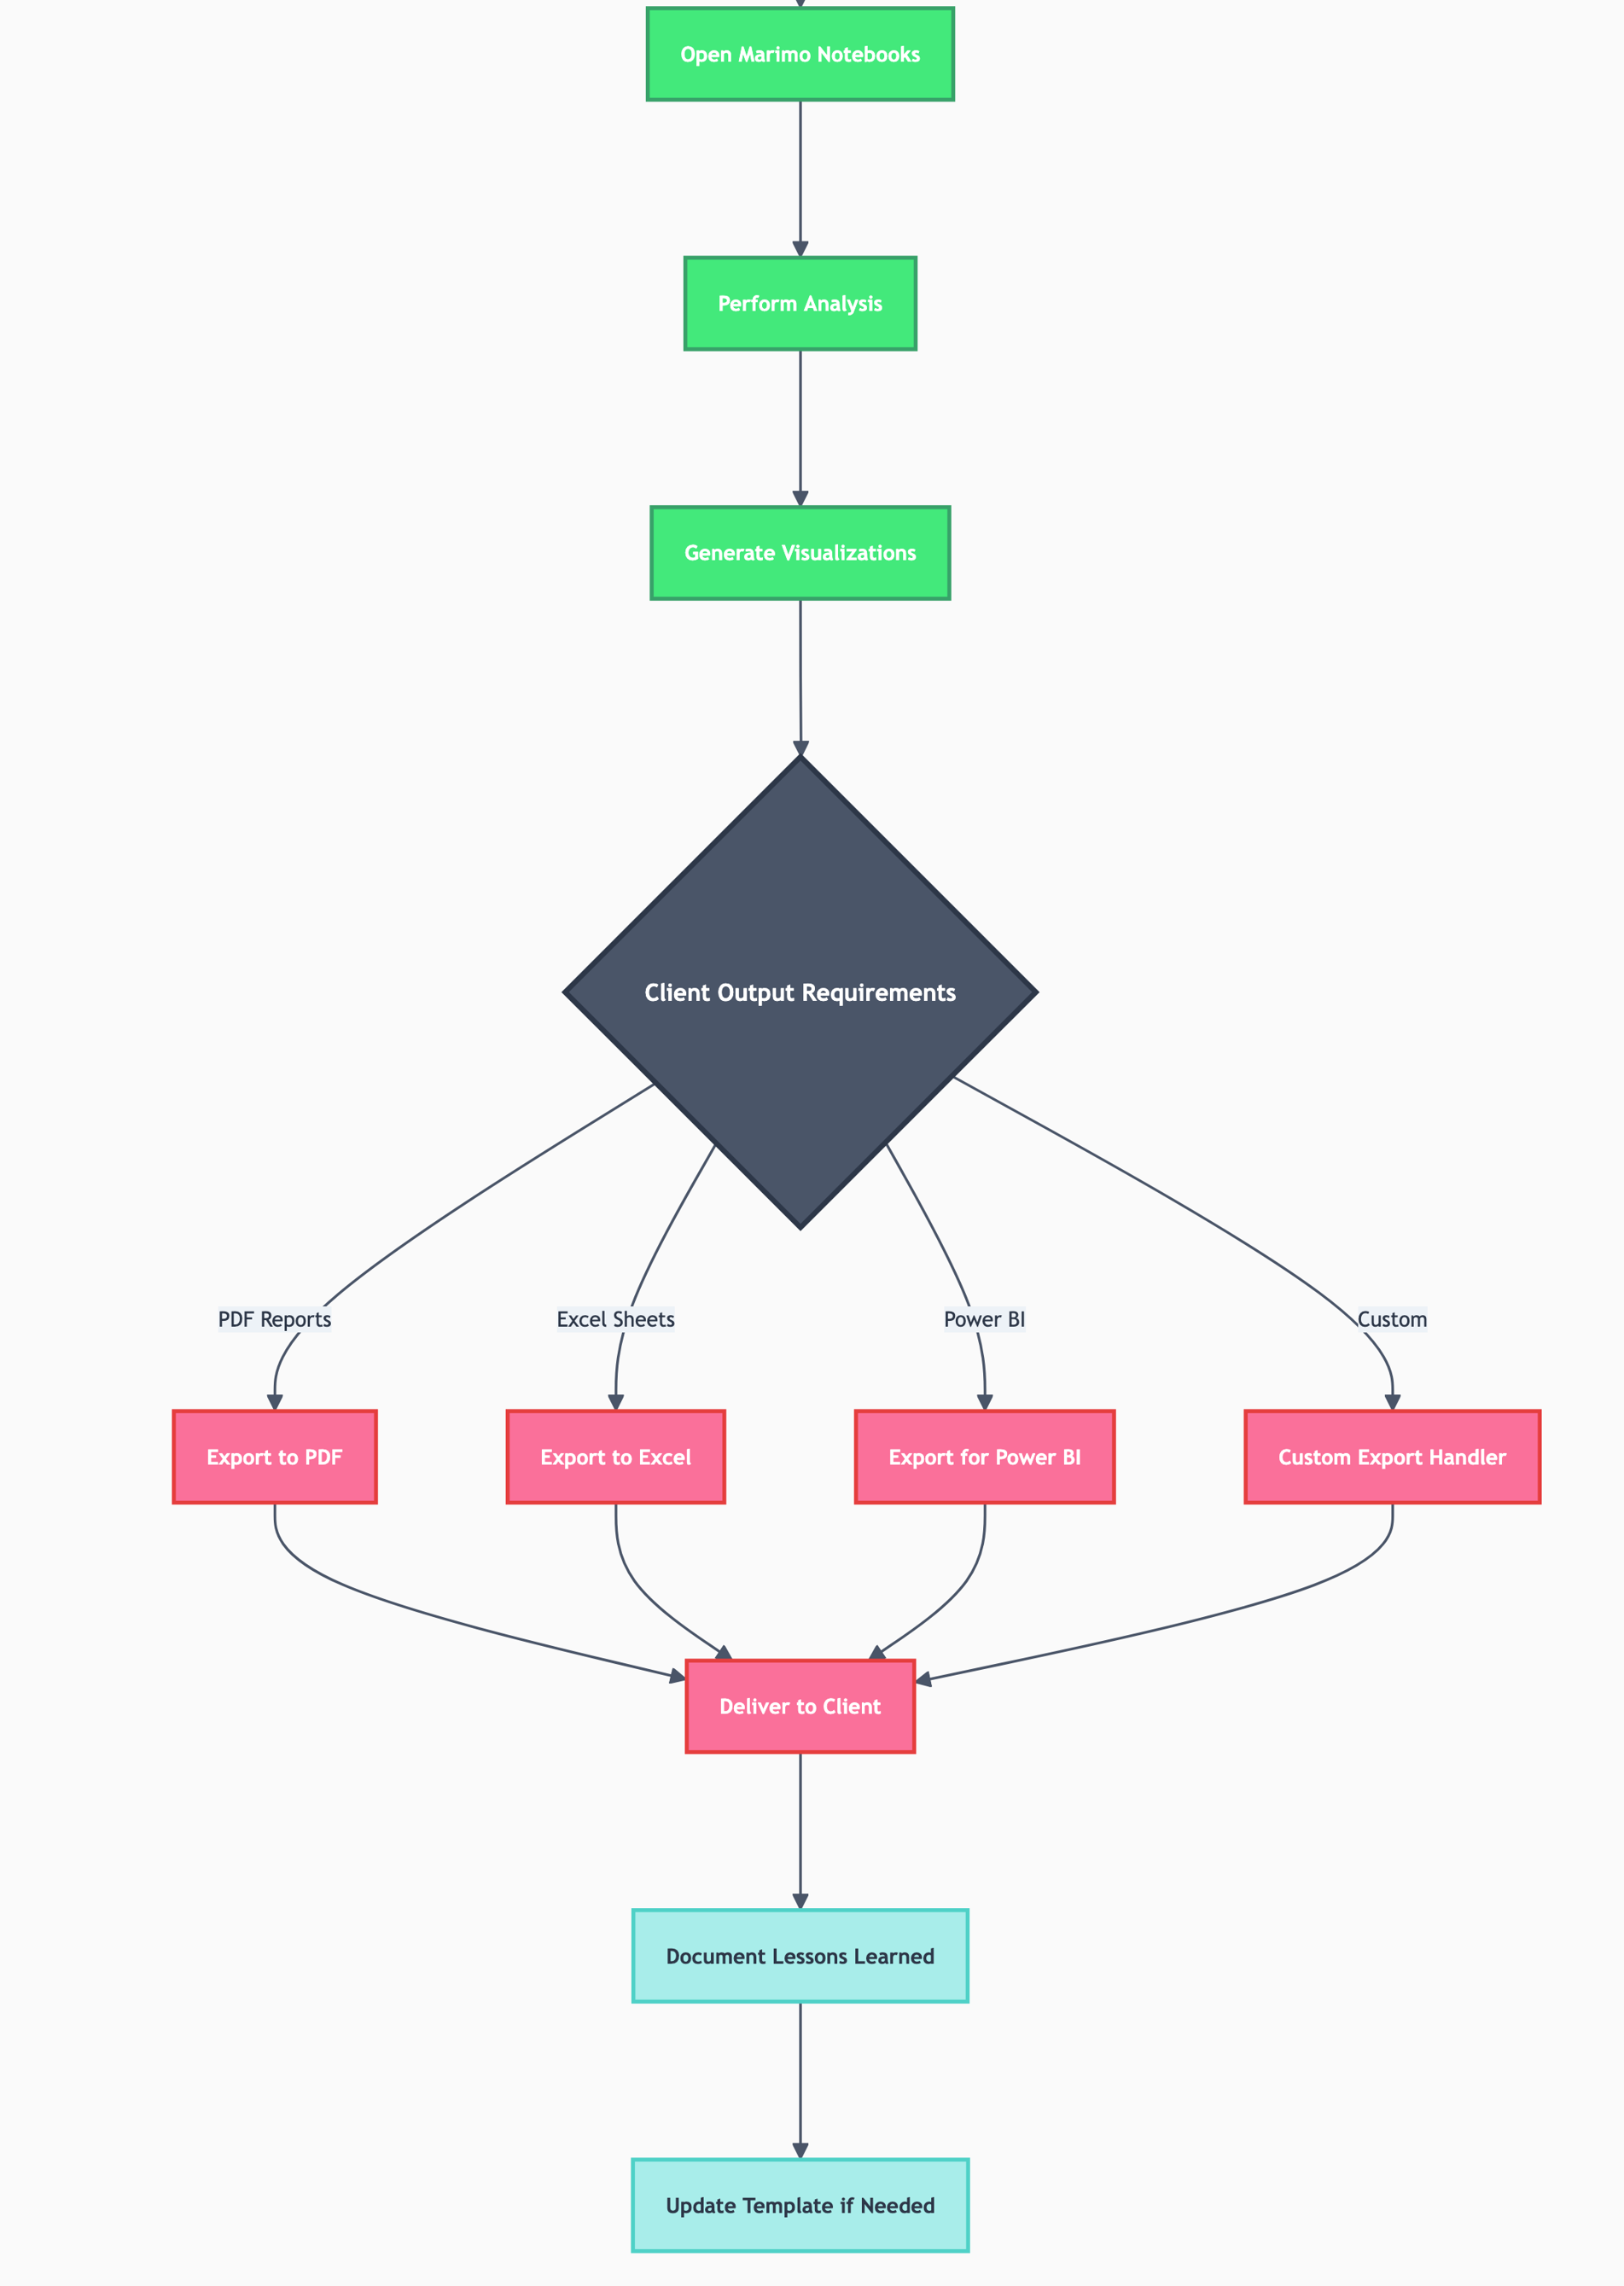 Open Marimo Notebooks
Perform Analysis
Generate Visualizations
Client Output Requirements
PDF Reports
Excel Sheets
Power BI
Custom
Export to PDF
Export to Excel
Export for Power BI
Custom Export Handler
Deliver to Client
Document Lessons Learned
Update Template if Needed